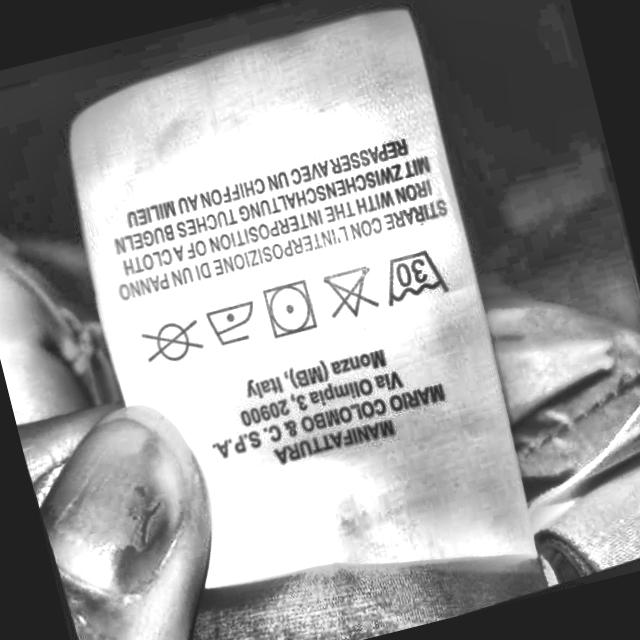 MANIFATTURA
MARIO COLOMBO & C. S.P.A.
Via Olimpia 3, 20900
Monza (MB), Italy
30
STIRARE CON L'INTERPOSIZIONE DI UN PANNO
IRON WITH THE INTERPOSITION OF A CLOTH
MIT ZWISCHENSCHALTUNG TUCHES BÜGELN
REPASSER AVEC UN CHIFFON AU MILIEU